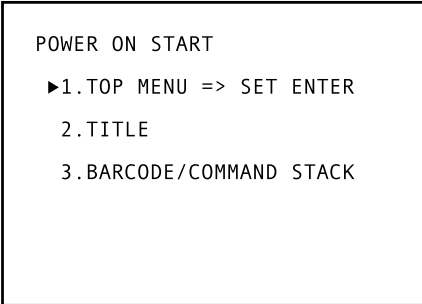 POWER ON START
▶1.TOP MENU => SET ENTER
2.TITLE
3.BARCODE/COMMAND STACK